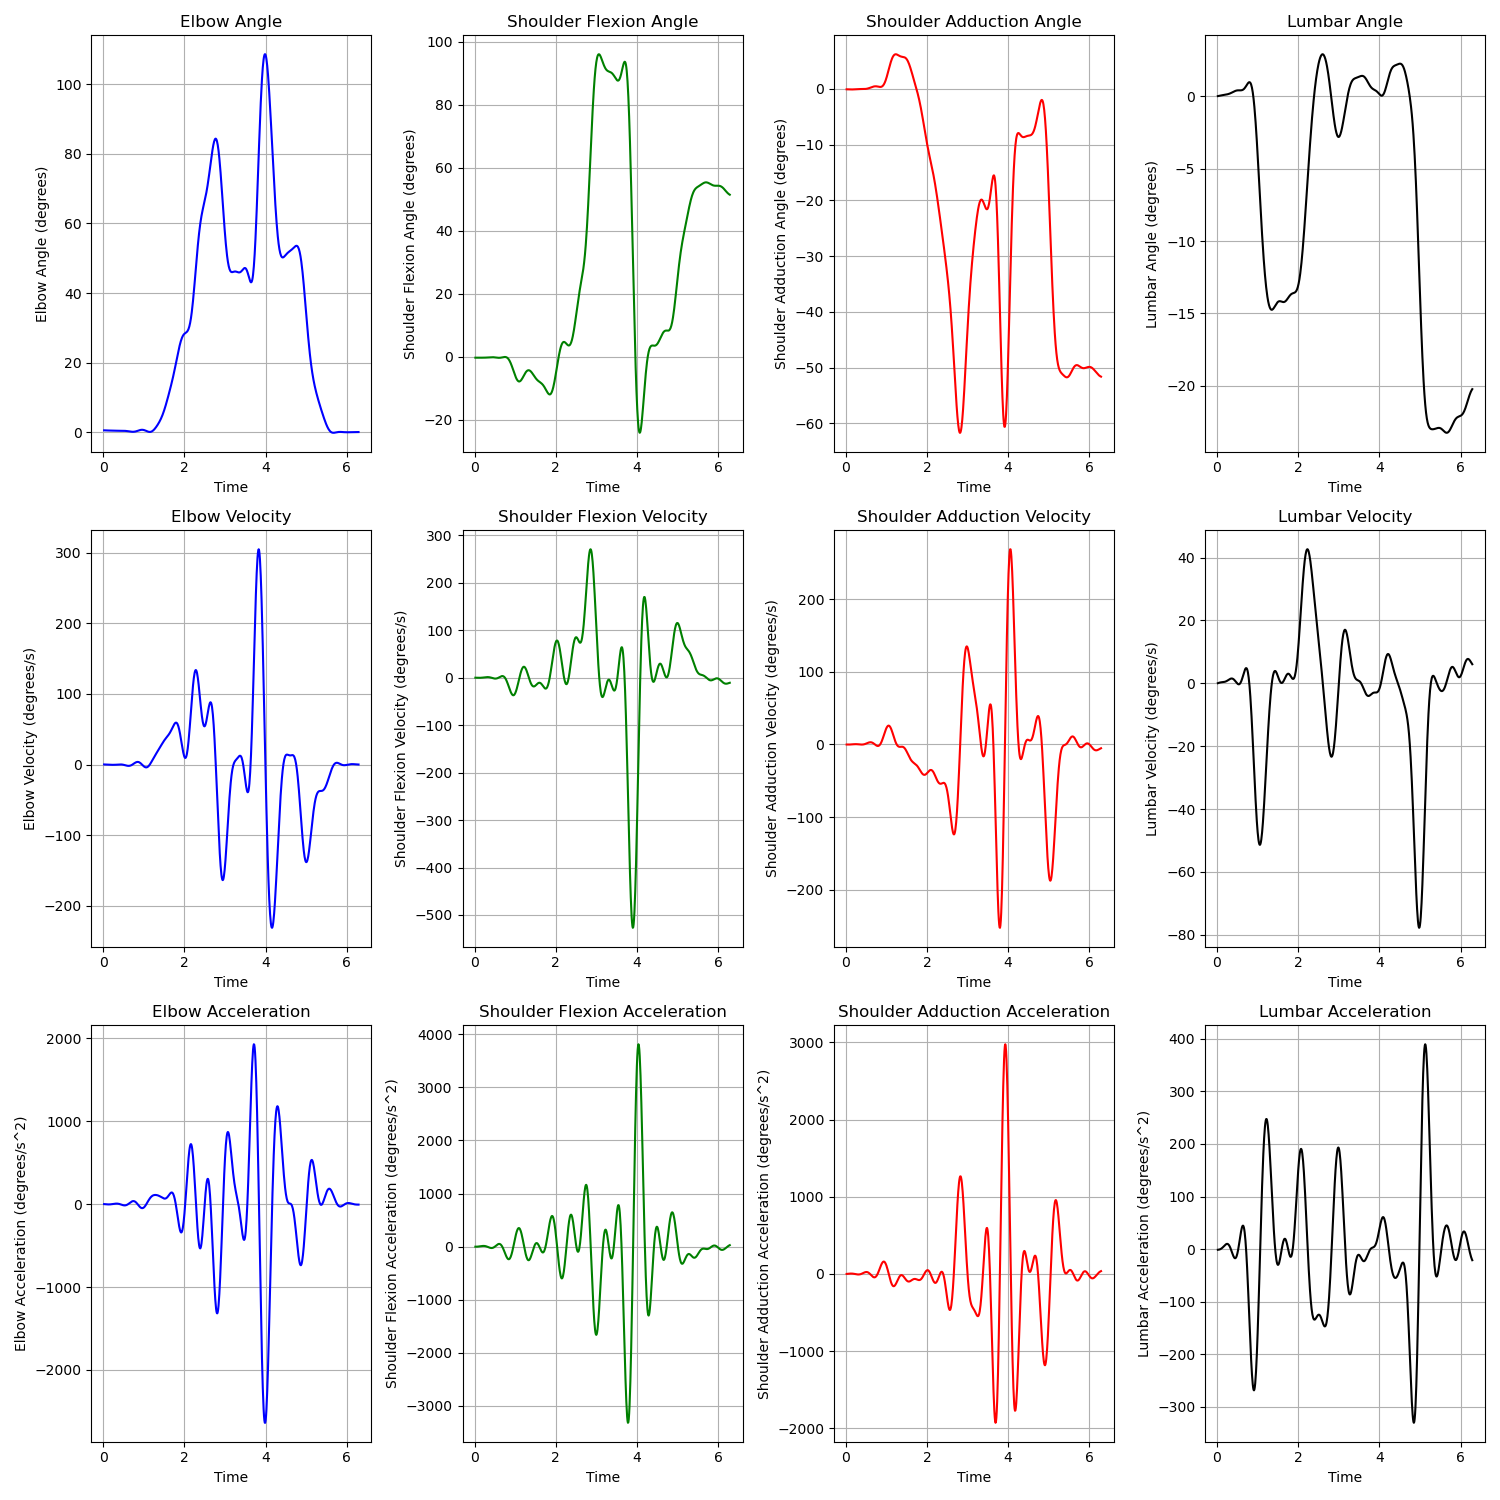 Elbow Angle
Elbow Angle (degrees)
100
80
60
40
20
0
0 2 4 6
Time
Shoulder Flexion Angle
Shoulder Flexion Angle (degrees)
100
80
60
40
20
0
−20
0 2 4 6
Time
Shoulder Adduction Angle
Shoulder Adduction Angle (degrees)
0
−10
−20
−30
−40
−50
−60
0 2 4 6
Time
Lumbar Angle
Lumbar Angle (degrees)
0
−5
−10
−15
−20
0 2 4 6
Time
Elbow Velocity
Elbow Velocity (degrees/s)
300
200
100
0
−100
−200
0 2 4 6
Time
Shoulder Flexion Velocity
Shoulder Flexion Velocity (degrees/s)
300
200
100
0
−100
−200
−300
−400
−500
0 2 4 6
Time
Shoulder Adduction Velocity
Shoulder Adduction Velocity (degrees/s)
200
100
0
−100
−200
0 2 4 6
Time
Lumbar Velocity
Lumbar Velocity (degrees/s)
40
20
0
−20
−40
−60
−80
0 2 4 6
Time
Elbow Acceleration
Elbow Acceleration (degrees/s^2)
2000
1000
0
−1000
−2000
0 2 4 6
Time
Shoulder Flexion Acceleration
Shoulder Flexion Acceleration (degrees/s^2)
4000
3000
2000
1000
0
−1000
−2000
−3000
0 2 4 6
Time
Shoulder Adduction Acceleration
Shoulder Adduction Acceleration (degrees/s^2)
3000
2000
1000
0
−1000
−2000
0 2 4 6
Time
Lumbar Acceleration
Lumbar Acceleration (degrees/s^2)
400
300
200
100
0
−100
−200
−300
0 2 4 6
Time